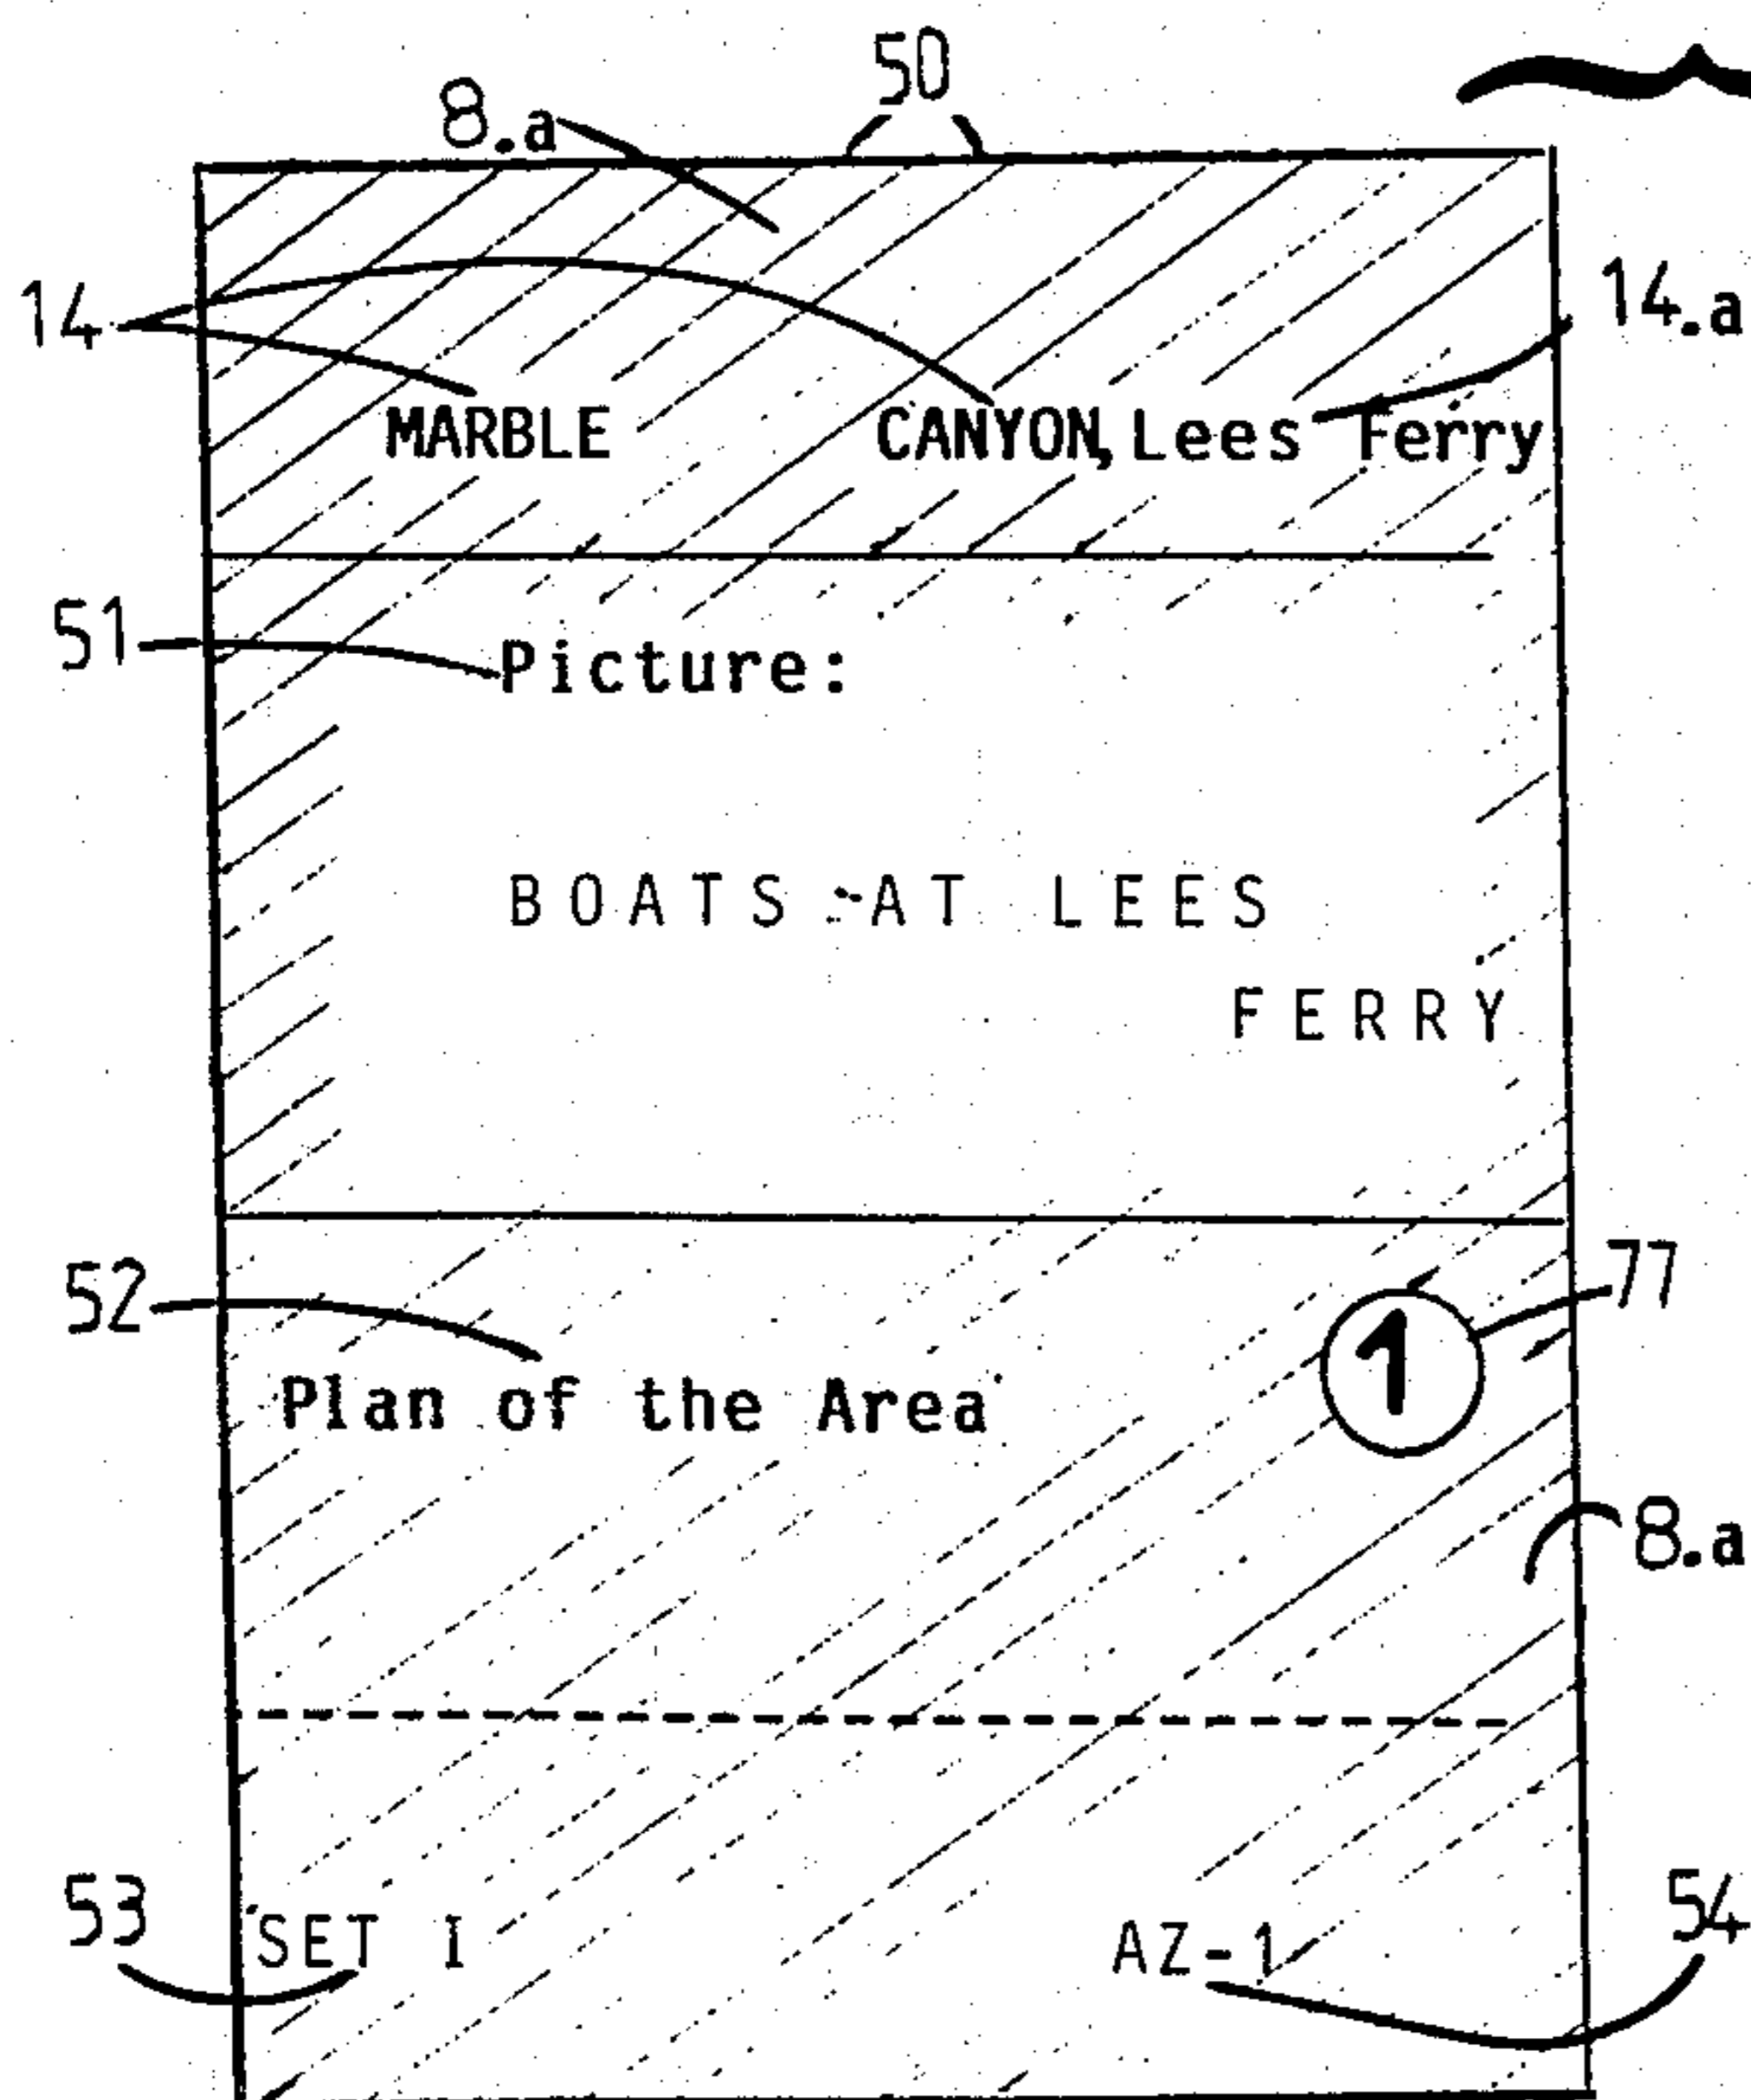 50
8.a
14
14.a
MARBLE CANYON, Lees Ferry
51
Picture:
BOATS AT LEES
FERRY
52
77
1
Plan of the Area
8.a
53
54
SET I AZ-1